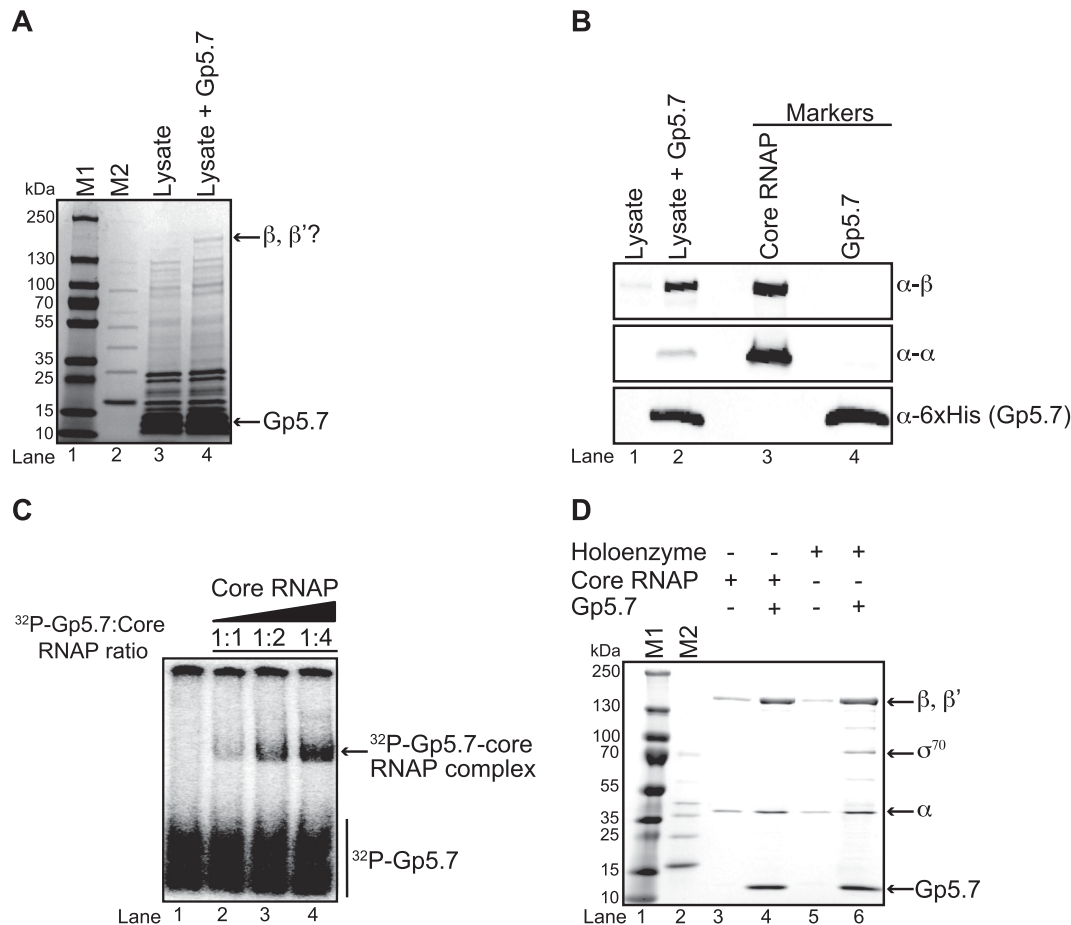 A
kDa
M1
M2
Lysate
Lysate + Gp5.7
250
130
100
70
55
35
25
15
10
β, β'?
Gp5.7
Lane 1 2 3 4
B
Markers
Lysate
Lysate + Gp5.7
Core RNAP
Gp5.7
α-β
α-α
α-6xHis (Gp5.7)
Lane 1 2 3 4
C
Core RNAP
³²P-Gp5.7:Core
RNAP ratio
1:1 1:2 1:4
³²P-Gp5.7-core
RNAP complex
³²P-Gp5.7
Lane 1 2 3 4
D
Holoenzyme - - + +
Core RNAP + + - -
Gp5.7 - + - +
kDa
M1
M2
250
130
100
70
55
35
25
15
10
β, β'
σ⁷⁰
α
Gp5.7
Lane 1 2 3 4 5 6